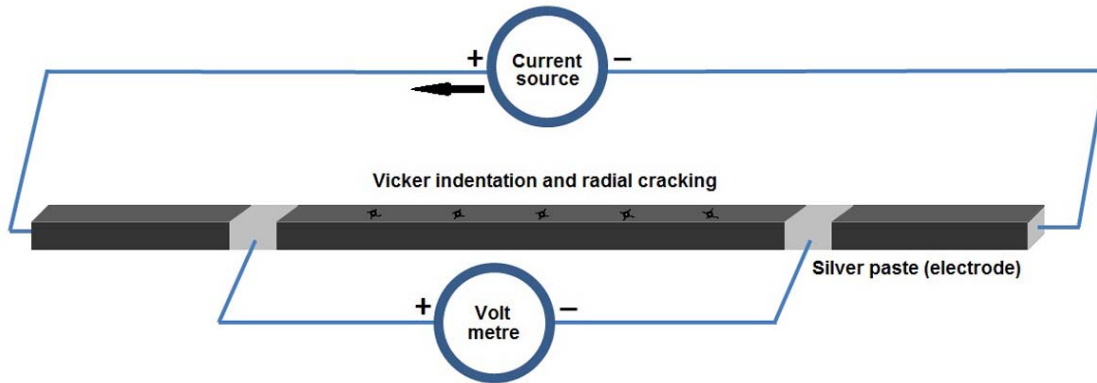 +
Current
source
−
Vicker indentation and radial cracking
Silver paste (electrode)
+
Volt
metre
−